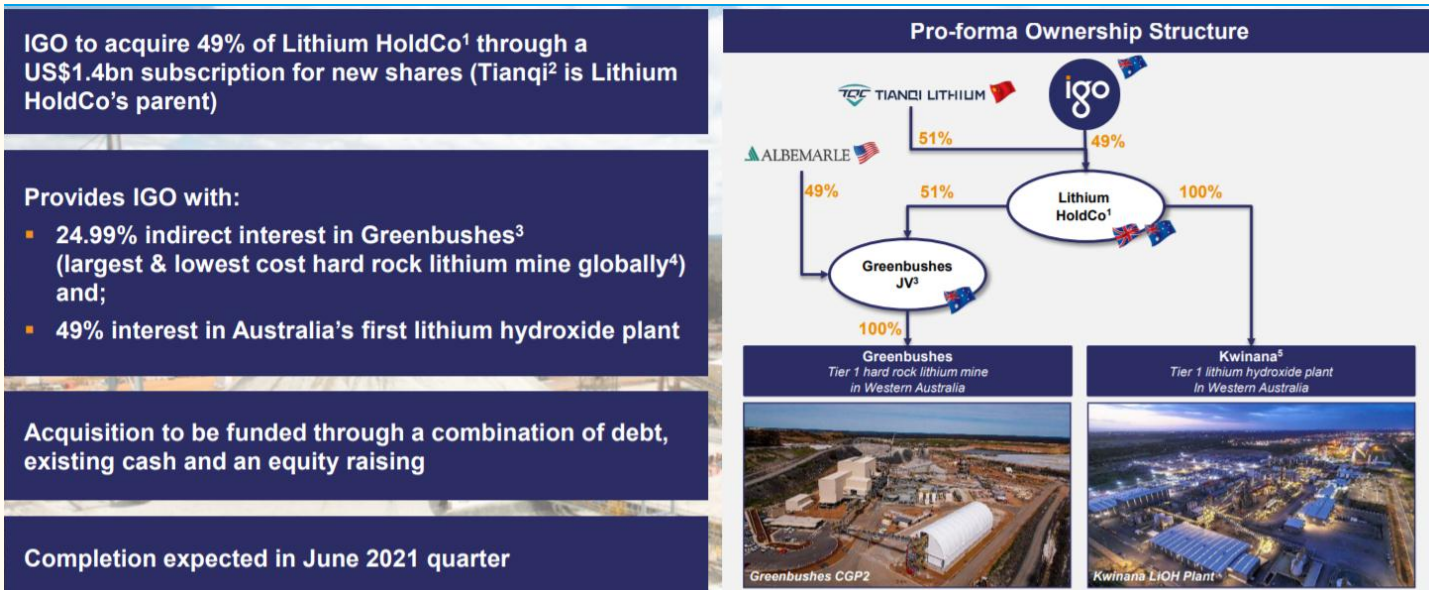 IGO to acquire 49% of Lithium HoldCo¹ through a
US$1.4bn subscription for new shares (Tianqi² is Lithium
HoldCo’s parent)
Provides IGO with:
▪ 24.99% indirect interest in Greenbushes³
(largest & lowest cost hard rock lithium mine globally⁴)
and;
▪ 49% interest in Australia’s first lithium hydroxide plant
Acquisition to be funded through a combination of debt,
existing cash and an equity raising
Completion expected in June 2021 quarter
Pro-forma Ownership Structure
TQC TIANQI LITHIUM
igo
51%
49%
ALBEMARLE
49%
51%
Lithium
HoldCo¹
100%
Greenbushes
JV³
100%
Greenbushes
Tier 1 hard rock lithium mine
in Western Australia
Kwinana⁵
Tier 1 lithium hydroxide plant
In Western Australia
Greenbushes CGP2
Kwinana LiOH Plant